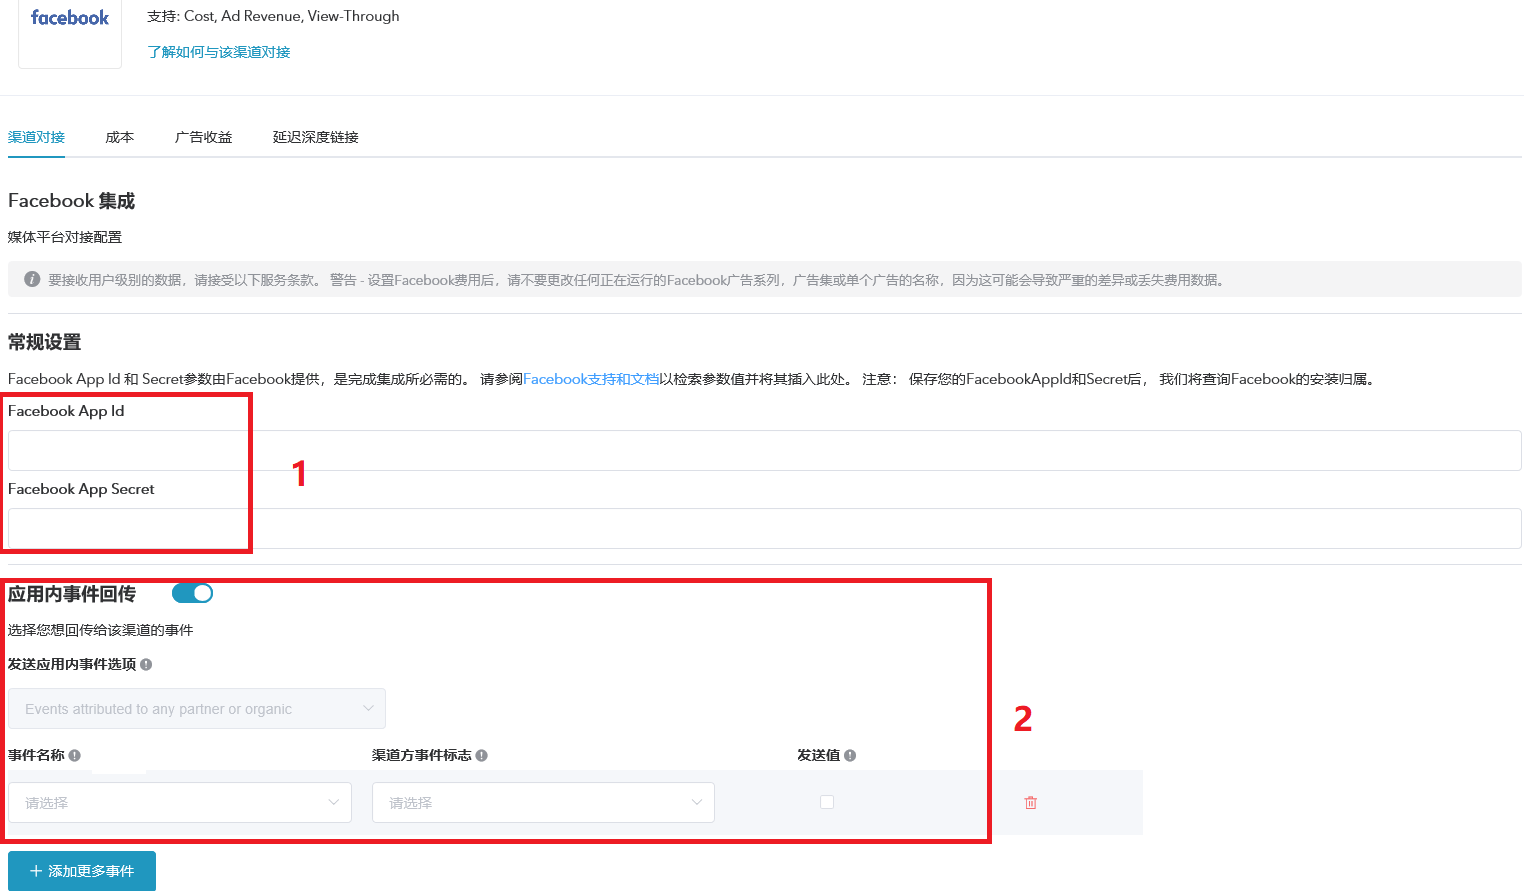 facebook
支持: Cost, Ad Revenue, View-Through
了解如何与该渠道对接
渠道对接 成本 广告收益 延迟深度链接
Facebook 集成
媒体平台对接配置
要接收用户级别的数据，请接受以下服务条款。 警告 - 设置Facebook费用后，请不要更改任何正在运行的Facebook广告系列，广告集或单个广告的名称，因为这可能会导致严重的差异或丢失费用数据。
常规设置
Facebook App Id 和 Secret参数由Facebook提供，是完成集成所必需的。 请参阅Facebook支持和文档以检索参数值并将其插入此处。 注意： 保存您的FacebookAppId和Secret后， 我们将查询Facebook的安装归属。
Facebook App Id
1
Facebook App Secret
应用内事件回传
选择您想回传给该渠道的事件
发送应用内事件选项
Events attributed to any partner or organic
2
事件名称 渠道方事件标志 发送值
请选择 请选择
+ 添加更多事件